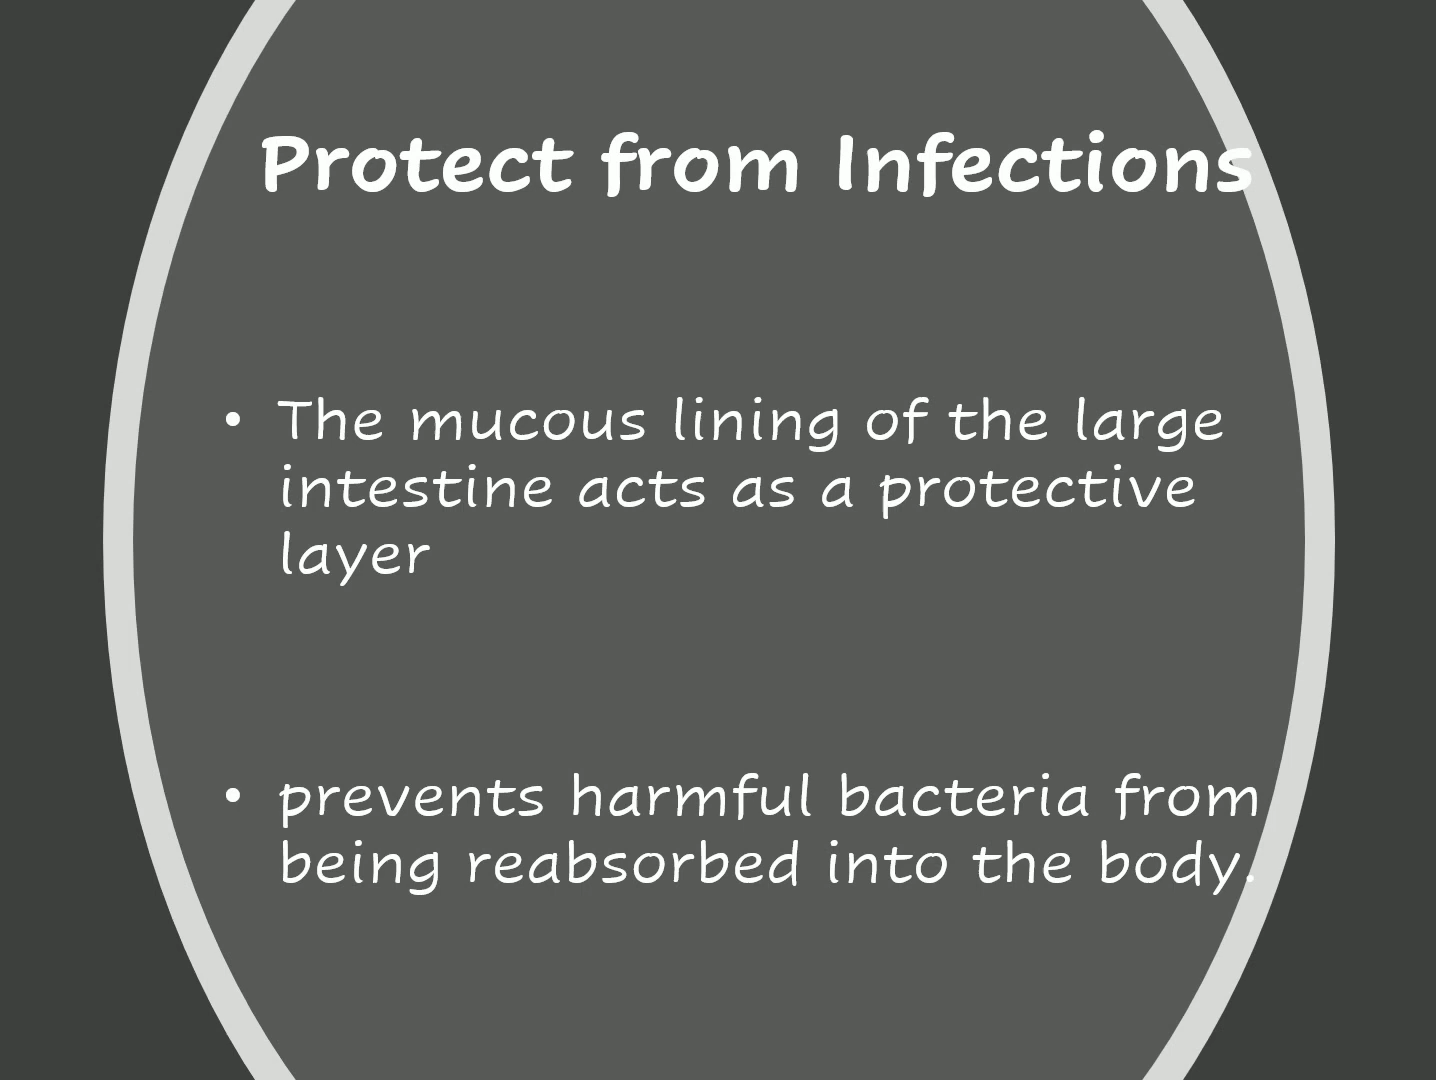 Protect from Infections
• The mucous lining of the large
intestine acts as a protective
layer
• prevents harmful bacteria from
being reabsorbed into the body.